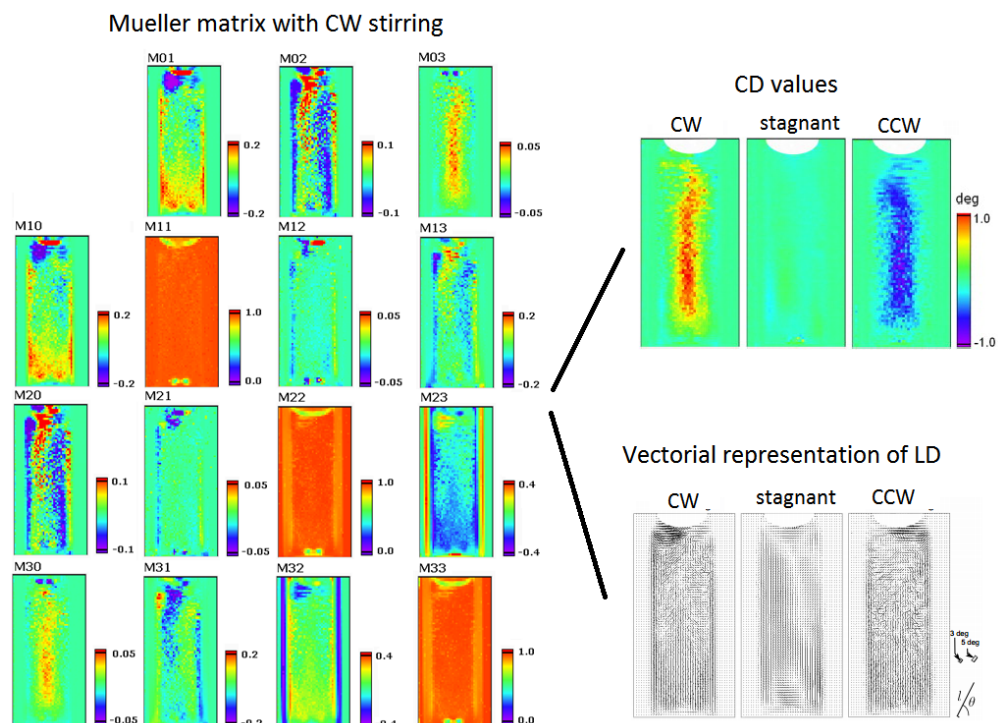 Mueller matrix with CW stirring
M01
M02
M03
0.2
-0.2
0.1
-0.1
0.05
-0.05
M10
M11
M12
M13
0.2
-0.2
1.0
0.0
0.05
-0.05
0.2
-0.2
M20
M21
M22
M23
0.1
-0.1
0.05
-0.05
1.0
0.0
0.4
-0.4
M30
M31
M32
M33
0.05
-0.05
0.2
-0.2
0.4
-0.4
1.0
0.0
CD values
CW
stagnant
CCW
deg
1.0
-1.0
Vectorial representation of LD
CW
stagnant
CCW
3 deg
5 deg
l
θ